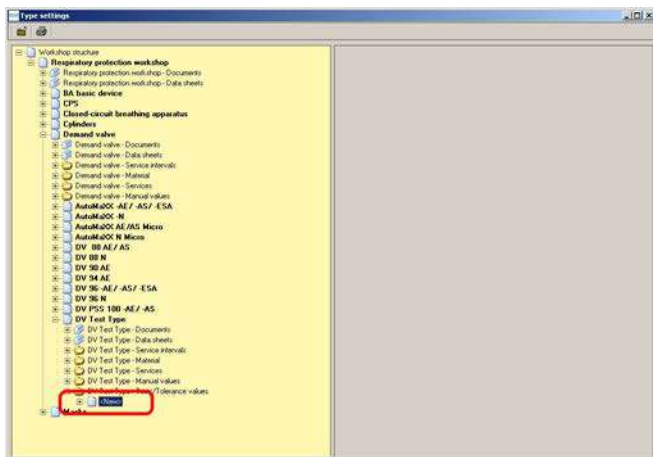 Type settings
Workshop structure
Respiratory protection workshop
Respiratory protection workshop - Documents
Respiratory protection workshop - Data sheets
BA basic device
CPS
Closed-circuit breathing apparatus
Cylinders
Demand valve
Demand valve - Documents
Demand valve - Data sheets
Demand valve - Service intervals
Demand valve - Material
Demand valve - Services
Demand valve - Manual values
AutoMaXX -AE/ -AS/ -ESA
AutoMaXX -N
AutoMaXX AE/AS Micro
AutoMaXX N Micro
DV 88 AE/ AS
DV 88 N
DV 90 AE
DV 94 AE
DV 96 -AE/ -AS/ -ESA
DV 96 N
DV PSS 100 -AE/ -AS
DV Test Type
DV Test Type - Documents
DV Test Type - Data sheets
DV Test Type - Service intervals
DV Test Type - Material
DV Test Type - Services
DV Test Type - Manual values
DV Test Type - /Tolerance values
<New>
Masks